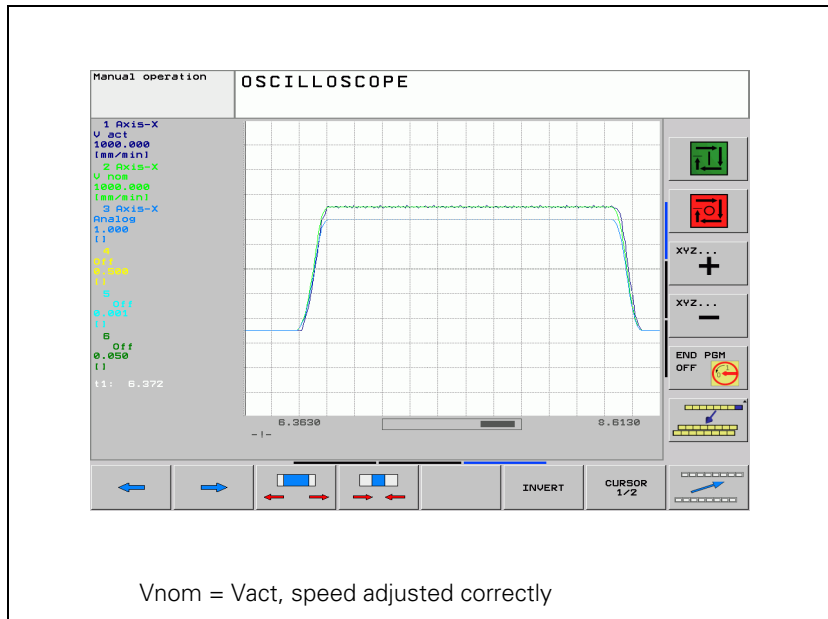 Manual operation
OSCILLOSCOPE
1 Axis-X
V act
1000.000
[mm/min]
2 Axis-X
V nom
1000.000
[mm/min]
3 Axis-X
Analog
1.000
[]
4
Off
0.500
[]
5
Off
0.001
[]
6
Off
0.050
[]
t1: 6.372
6.3630
8.6130
-!-
XYZ...
+
XYZ...
−
END PGM
OFF
INVERT
CURSOR
1/2
Vnom = Vact, speed adjusted correctly